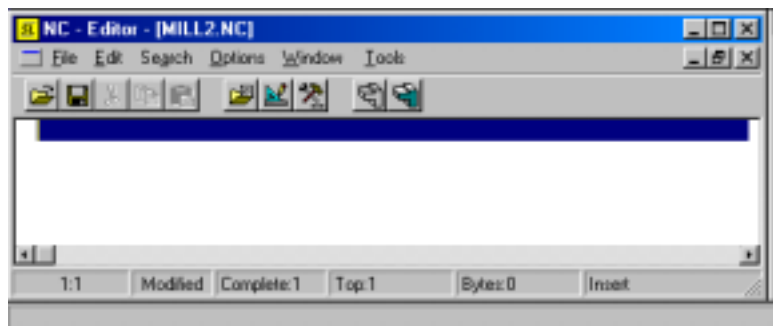 NC - Editor - [MILL2.NC]
File Edit Search Options Window Tools
1:1 Modified Complete:1 Top:1 Bytes:0 Insert